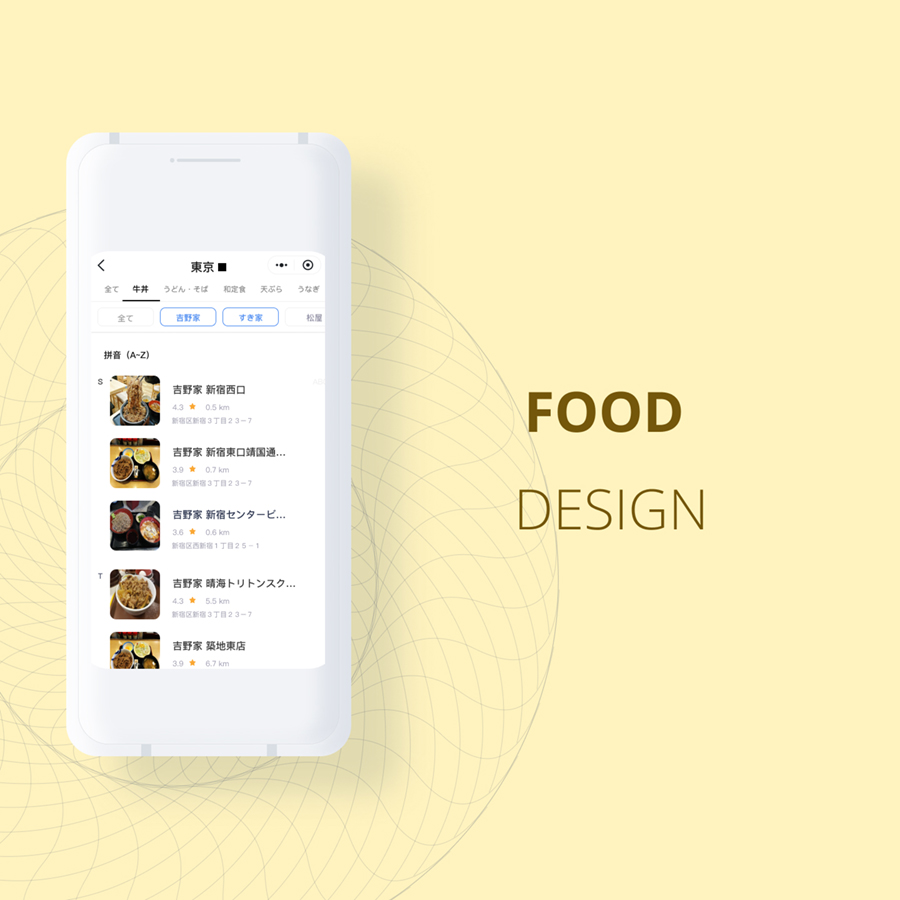 東京
全て 牛丼 うどん・そば 和定食 天ぷら うなぎ
全て 吉野家 すき家 松屋
拼音（A~Z）
S
吉野家 新宿西口
4.3 0.5 km
新宿区新宿３丁目２３−７
吉野家 新宿東口靖国通...
3.9 0.7 km
新宿区新宿３丁目２３−７
吉野家 新宿センタービ...
3.6 0.6 km
新宿区西新宿１丁目２５−１
T
吉野家 晴海トリトンスク...
4.3 5.5 km
新宿区新宿３丁目２３−７
吉野家 築地東店
3.9 6.7 km
FOOD
DESIGN